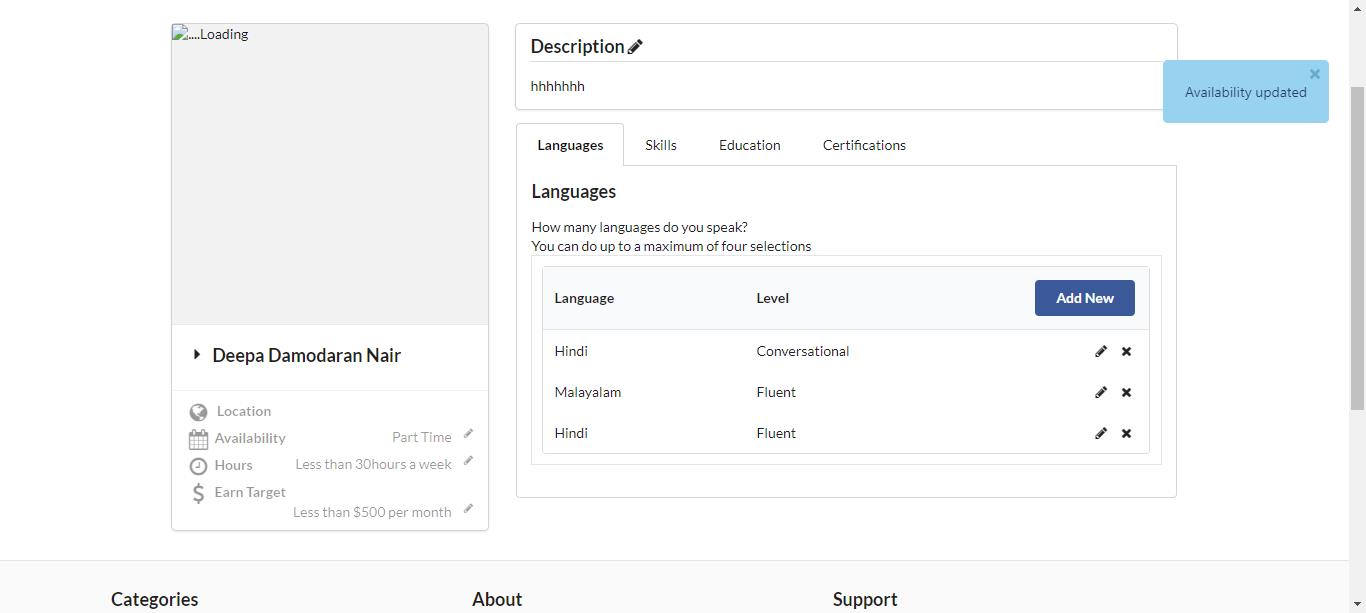 ....Loading
Deepa Damodaran Nair
Location
Availability Part Time
Hours Less than 30hours a week
Earn Target
Less than $500 per month
Description
hhhhhhh
Availability updated
Languages Skills Education Certifications
Languages
How many languages do you speak?
You can do up to a maximum of four selections
Language Level Add New
Hindi Conversational
Malayalam Fluent
Hindi Fluent
Categories About Support